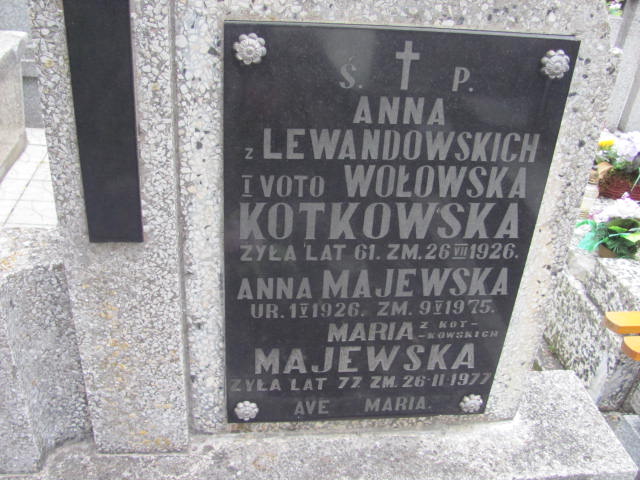 Ś. P.
ANNA
z LEWANDOWSKICH
I VOTO WOŁOWSKA
KOTKOWSKA
ŻYŁA LAT 61. ZM. 26 VII 1926.
ANNA MAJEWSKA
UR. 1 V 1926. ZM. 9 V 1975.
MARIA Z KOT-
-KOWSKICH
MAJEWSKA
ŻYŁA LAT 77 ZM. 26-II-1977
AVE MARIA.